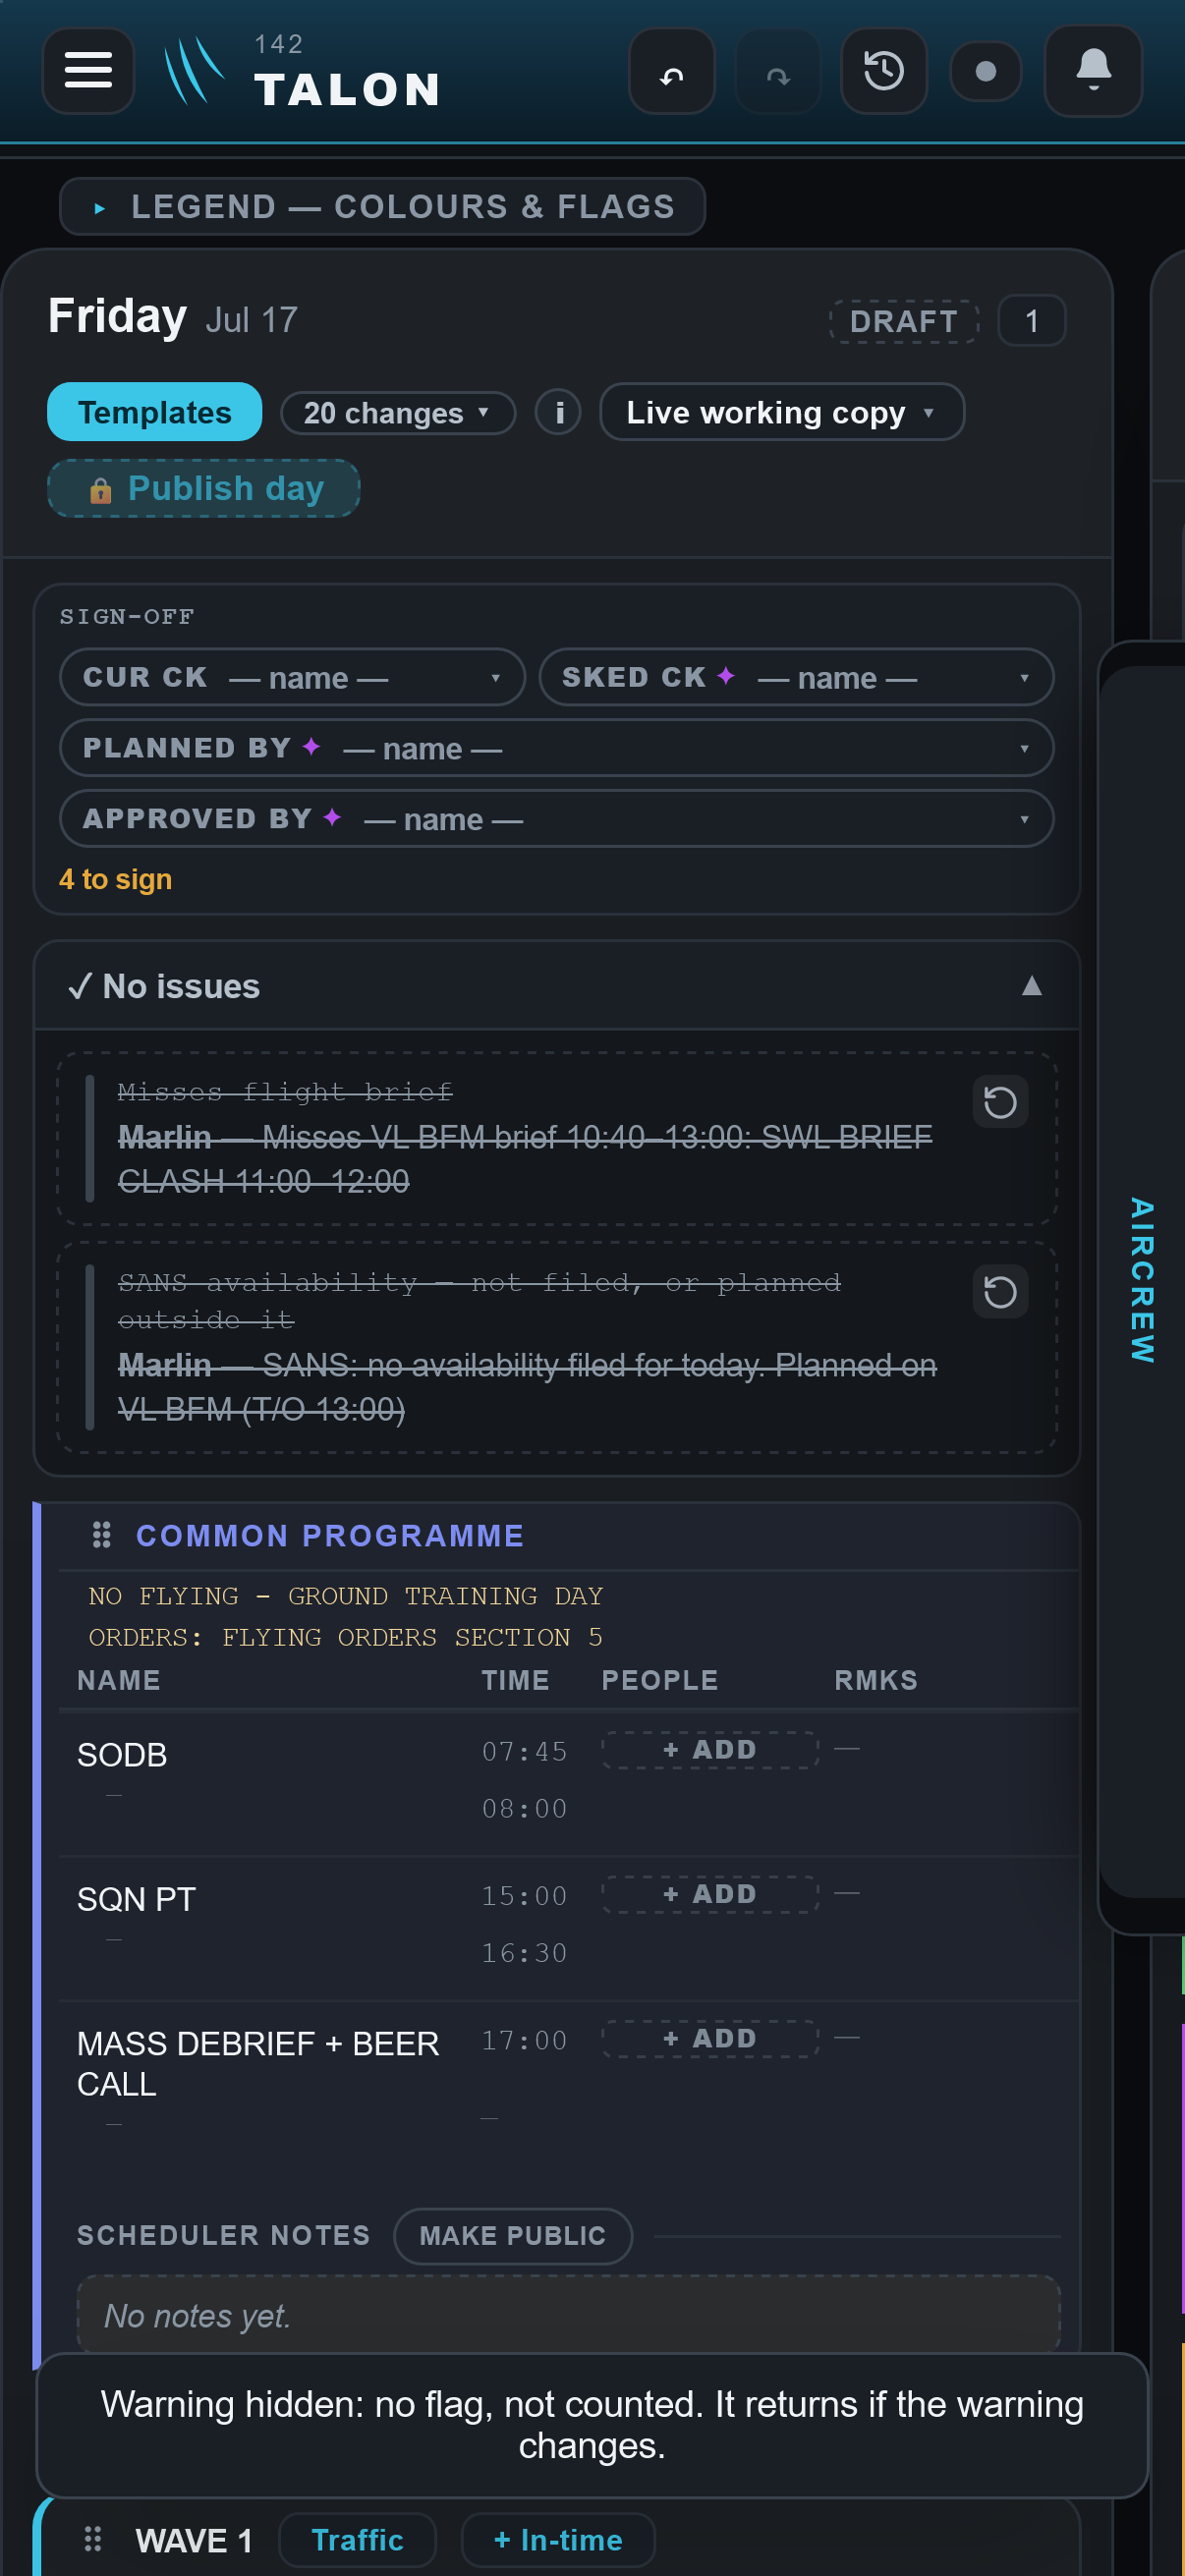 142
TALON
LEGEND — COLOURS & FLAGS
Friday Jul 17
DRAFT 1
Templates 20 changes i Live working copy
Publish day
SIGN-OFF
CUR CK — name — SKED CK — name —
PLANNED BY — name —
APPROVED BY — name —
4 to sign
✓ No issues
Misses flight brief
Marlin — Misses VL BFM brief 10:40–13:00: SWL BRIEF
CLASH 11:00–12:00
SANS availability — not filed, or planned
outside it
Marlin — SANS: no availability filed for today. Planned on
VL BFM (T/O 13:00)
AIRCREW
COMMON PROGRAMME
NO FLYING - GROUND TRAINING DAY
ORDERS: FLYING ORDERS SECTION 5
NAME TIME PEOPLE RMKS
SODB 07:45 + ADD —
— 08:00
SQN PT 15:00 + ADD —
— 16:30
MASS DEBRIEF + BEER 17:00 + ADD —
CALL
— —
SCHEDULER NOTES MAKE PUBLIC
No notes yet.
Warning hidden: no flag, not counted. It returns if the warning
changes.
WAVE 1 Traffic + In-time